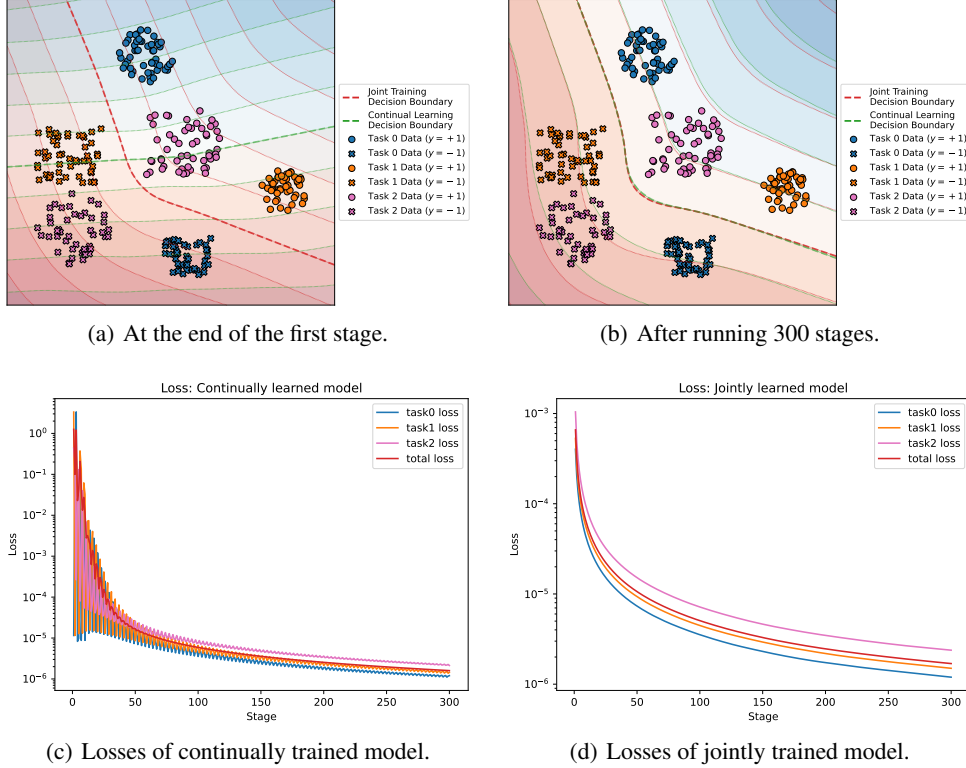 Joint Training
Decision Boundary
Continual Learning
Decision Boundary
Task 0 Data (y = +1)
Task 0 Data (y = −1)
Task 1 Data (y = +1)
Task 1 Data (y = −1)
Task 2 Data (y = +1)
Task 2 Data (y = −1)
Joint Training
Decision Boundary
Continual Learning
Decision Boundary
Task 0 Data (y = +1)
Task 0 Data (y = −1)
Task 1 Data (y = +1)
Task 1 Data (y = −1)
Task 2 Data (y = +1)
Task 2 Data (y = −1)
(a) At the end of the first stage.
(b) After running 300 stages.
Loss: Continually learned model
task0 loss
task1 loss
task2 loss
total loss
10⁰
10⁻¹
10⁻²
10⁻³
10⁻⁴
10⁻⁵
10⁻⁶
Loss
0 50 100 150 200 250 300
Stage
Loss: Jointly learned model
task0 loss
task1 loss
task2 loss
total loss
10⁻³
10⁻⁴
10⁻⁵
10⁻⁶
Loss
0 50 100 150 200 250 300
Stage
(c) Losses of continually trained model.
(d) Losses of jointly trained model.